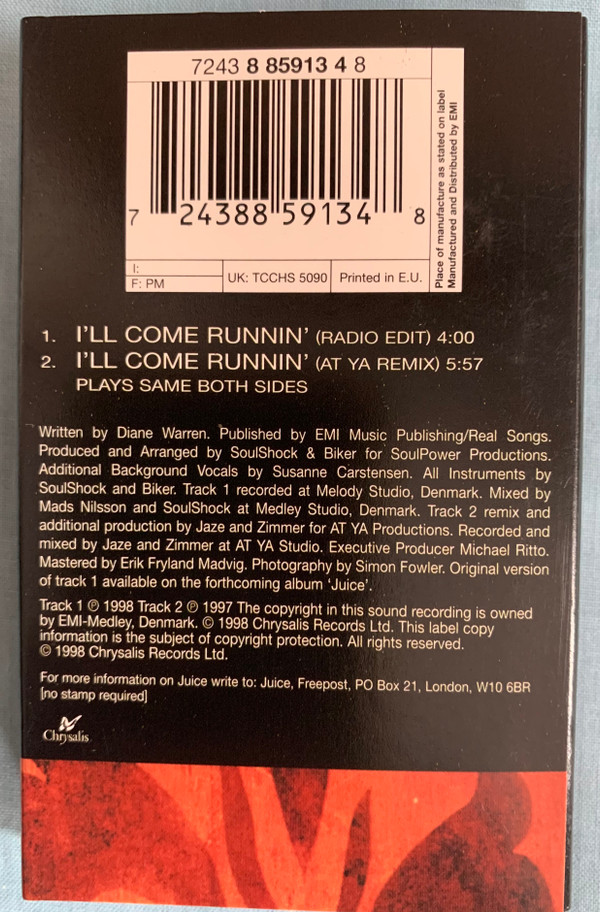 7243 8 85913 4 8
7 24388 59134 8
Place of manufacture as stated on label
Manufactured and Distributed by EMI
I:
F: PM
UK: TCCHS 5090
Printed in E.U.
1. I'LL COME RUNNIN' (RADIO EDIT) 4:00
2. I'LL COME RUNNIN' (AT YA REMIX) 5:57
PLAYS SAME BOTH SIDES
Written by Diane Warren. Published by EMI Music Publishing/Real Songs.
Produced and Arranged by SoulShock & Biker for SoulPower Productions.
Additional Background Vocals by Susanne Carstensen. All Instruments by
SoulShock and Biker. Track 1 recorded at Melody Studio, Denmark. Mixed by
Mads Nilsson and SoulShock at Medley Studio, Denmark. Track 2 remix and
additional production by Jaze and Zimmer for AT YA Productions. Recorded and
mixed by Jaze and Zimmer at AT YA Studio. Executive Producer Michael Ritto.
Mastered by Erik Fryland Madvig. Photography by Simon Fowler. Original version
of track 1 available on the forthcoming album 'Juice'.
Track 1 ℗ 1998 Track 2 ℗ 1997 The copyright in this sound recording is owned
by EMI-Medley, Denmark. © 1998 Chrysalis Records Ltd. This label copy
information is the subject of copyright protection. All rights reserved.
© 1998 Chrysalis Records Ltd.
For more information on Juice write to: Juice, Freepost, PO Box 21, London, W10 6BR
[no stamp required]
Chrysalis